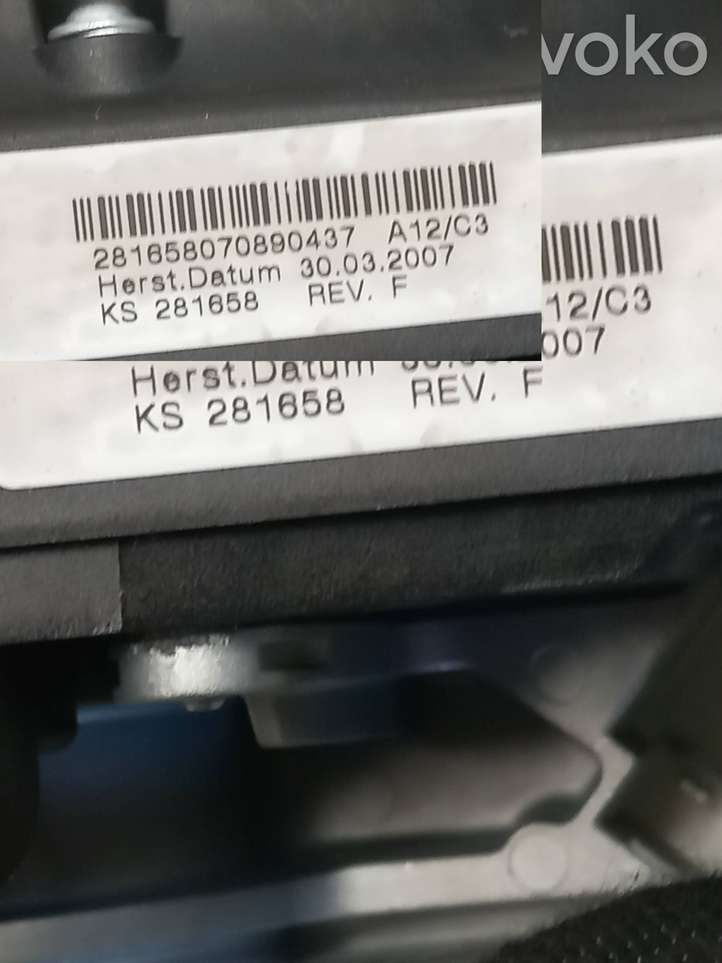 voko
281658070890437 A12/C3
Herst.Datum 30.03.2007
KS 281658 REV. F
12/C3
007
Herst.Datum
KS 281658 REV. F